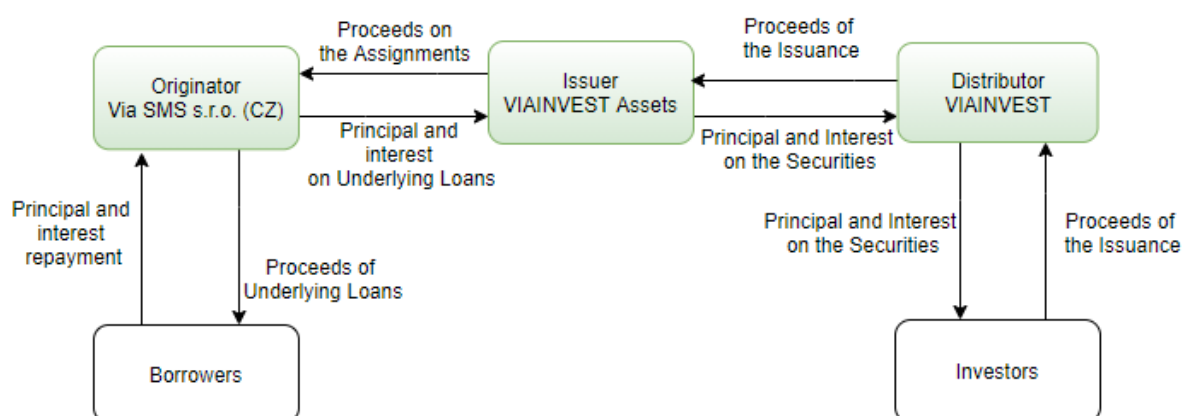 Proceeds on
the Assignments
Proceeds of
the Issuance
Originator
Via SMS s.r.o. (CZ)
Issuer
VIAINVEST Assets
Distributor
VIAINVEST
Principal and
interest
on Underlying Loans
Principal and Interest
on the Securities
Principal and
interest
repayment
Proceeds of
Underlying Loans
Principal and Interest
on the Securities
Proceeds of
the Issuance
Borrowers
Investors